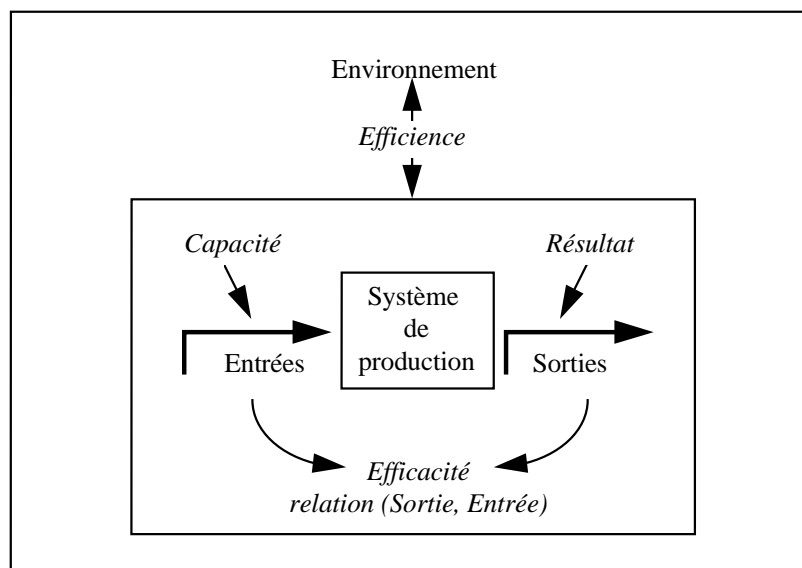 Environnement
Efficience
Capacité
Résultat
Système
de
production
Entrées
Sorties
Efficacité
relation (Sortie, Entrée)